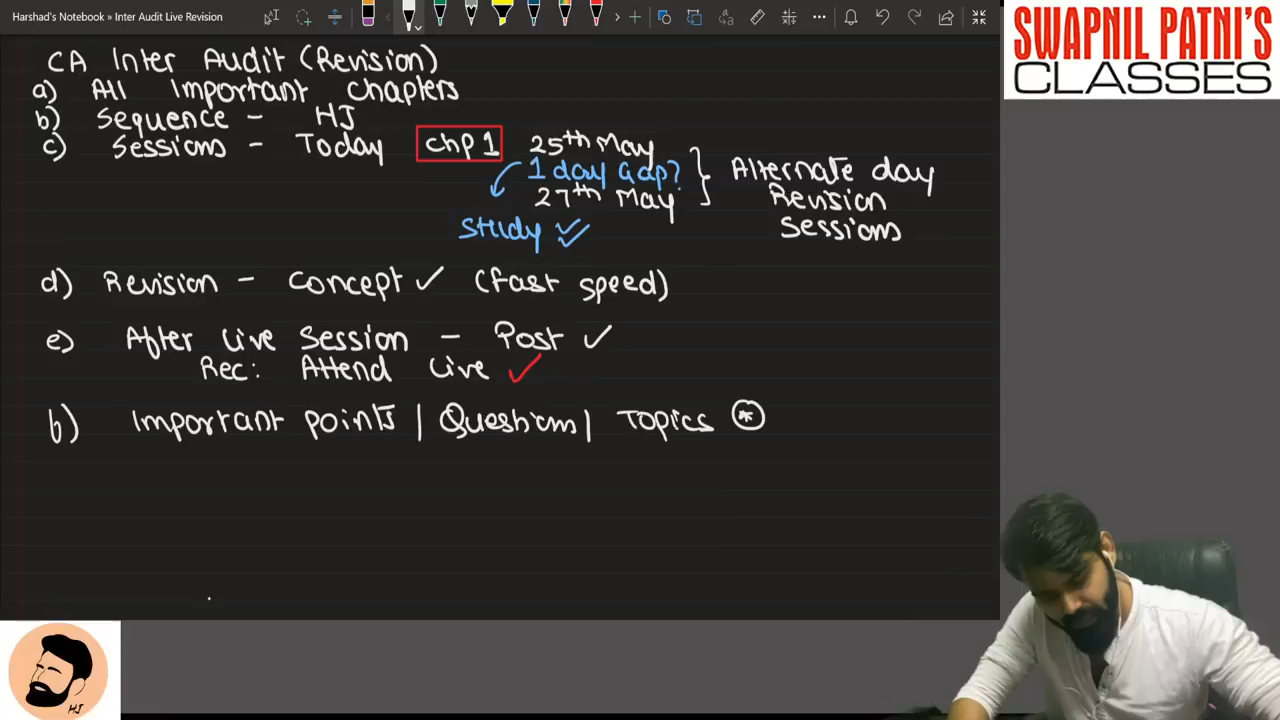 Harshad's Notebook » Inter Audit Live Revision
SWAPNIL PATNI'S
CLASSES
CA Inter Audit (Revision)
a) All Important Chapters
b) Sequence - HJ
c) Sessions - Today Chp 1 25th May
1 day Gap?
27th May
Study
Alternate day
Revision
Sessions
d) Revision - Concept ✓ (fast speed)
e) After Live Session - Post ✓
Rec: Attend Live ✓
b) Important points | Questions | Topics *
HJ